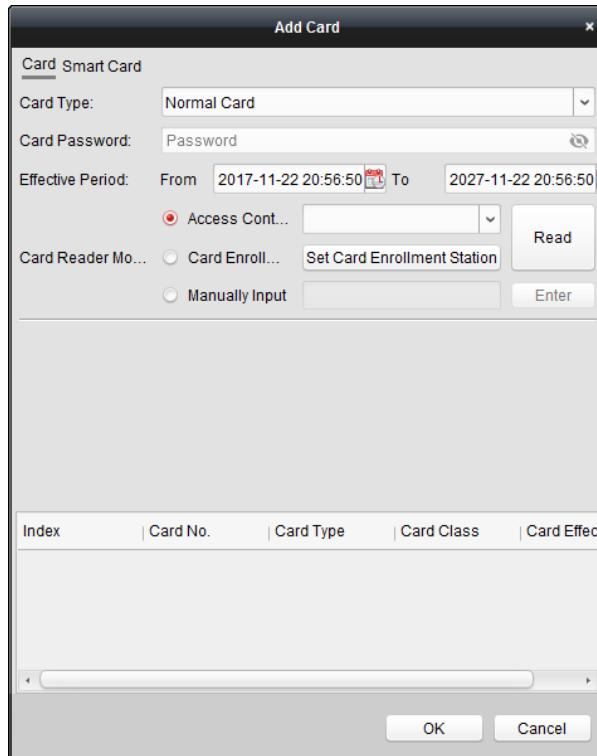 Add Card
Card Smart Card
Card Type: Normal Card
Card Password: Password
Effective Period: From 2017-11-22 20:56:50 To 2027-11-22 20:56:50
Access Cont...
Read
Card Reader Mo... Card Enroll... Set Card Enrollment Station
Manually Input Enter
Index Card No. Card Type Card Class Card Effec
OK Cancel